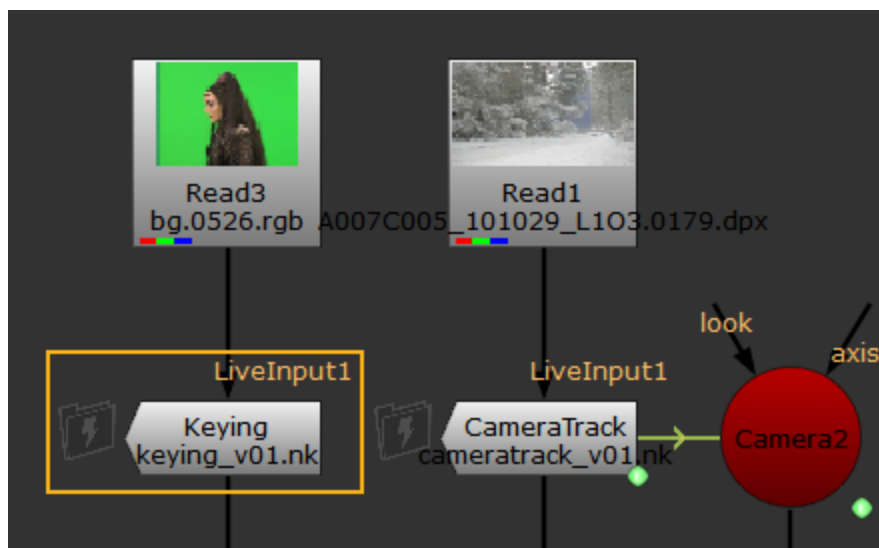 Read3
bg.0526.rgb
Read1
A007C005_101029_L1O3.0179.dpx
look
axis
LiveInput1
LiveInput1
Keying
keying_v01.nk
CameraTrack
cameratrack_v01.nk
Camera2